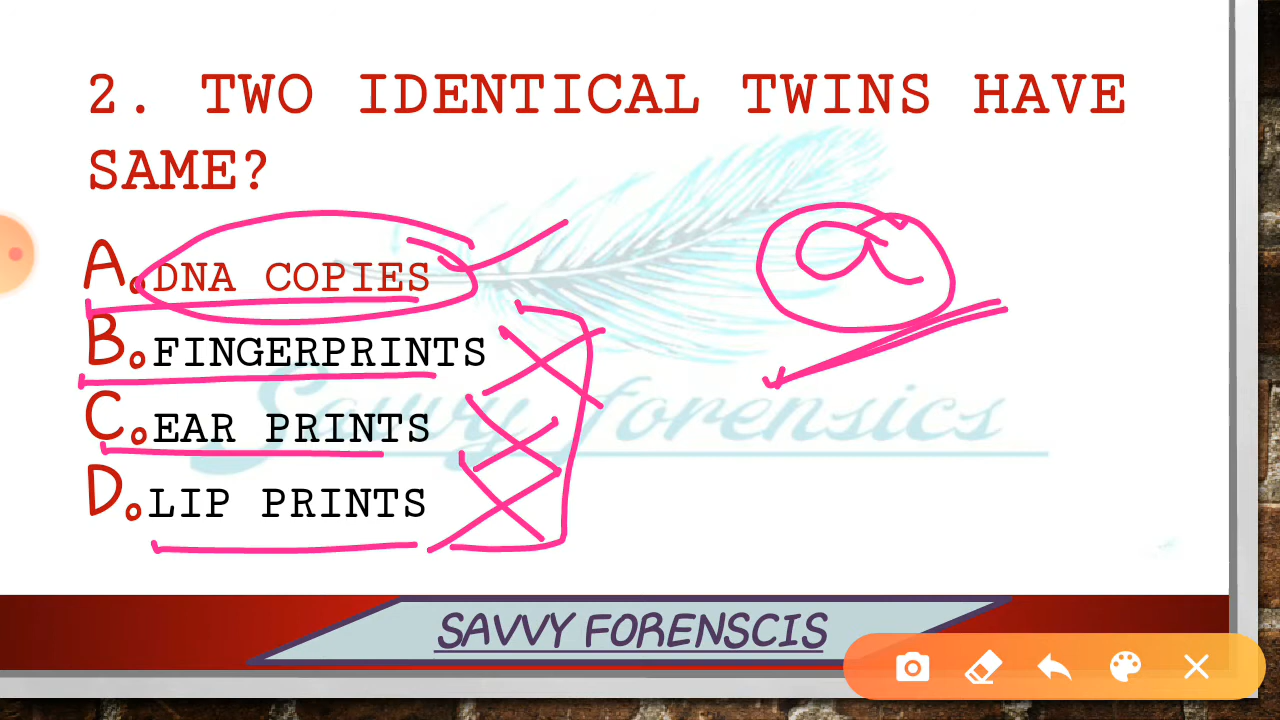 2. TWO IDENTICAL TWINS HAVE
SAME?
A.DNA COPIES
B.FINGERPRINTS
C.EAR PRINTS
D.LIP PRINTS
Savvy forensics
SAVVY FORENSCIS